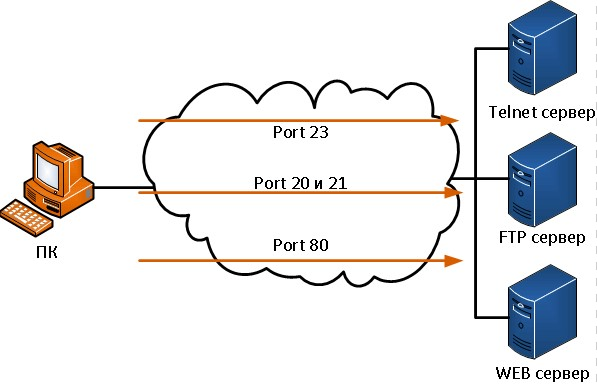 Telnet сервер
Port 23
Port 20 и 21
FTP сервер
ПК
Port 80
WEB сервер